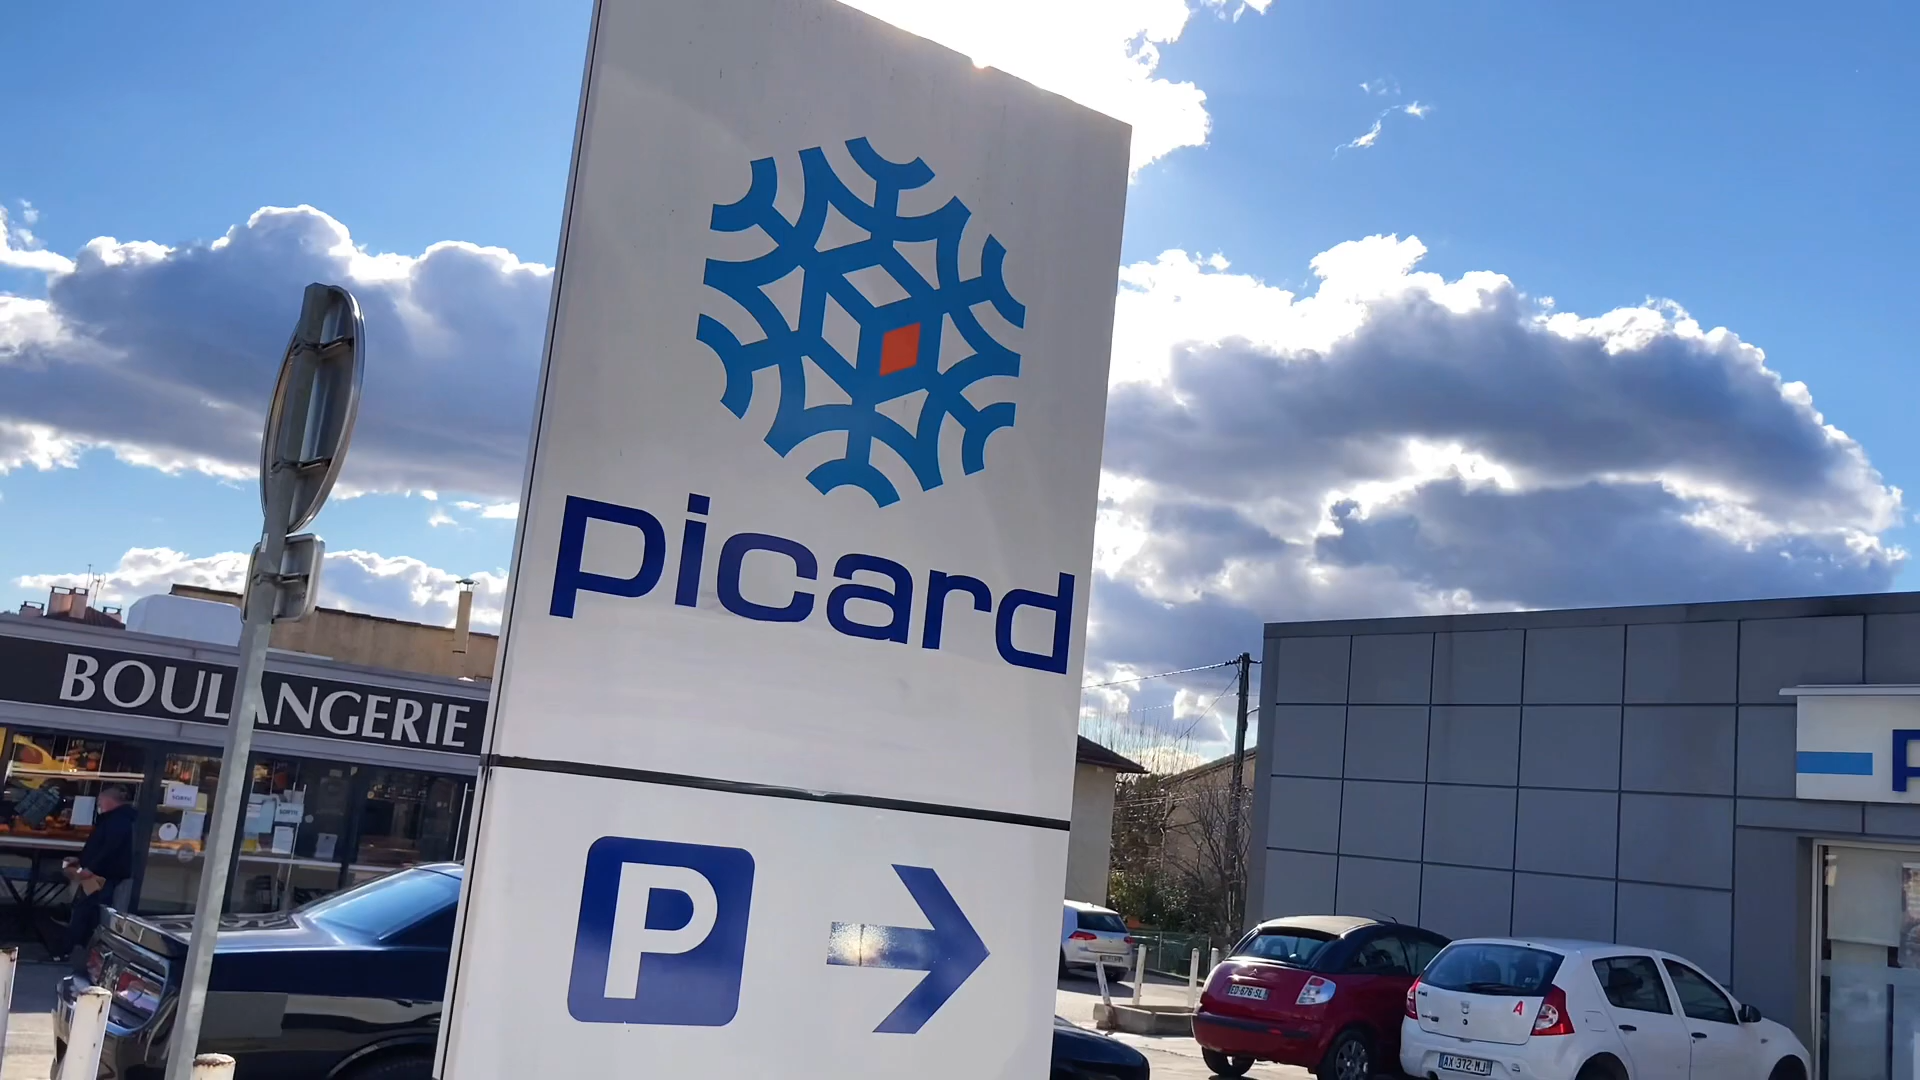 picard
BOULANGERIE
P
P
ED-676-SL
AX 372 MJ
A